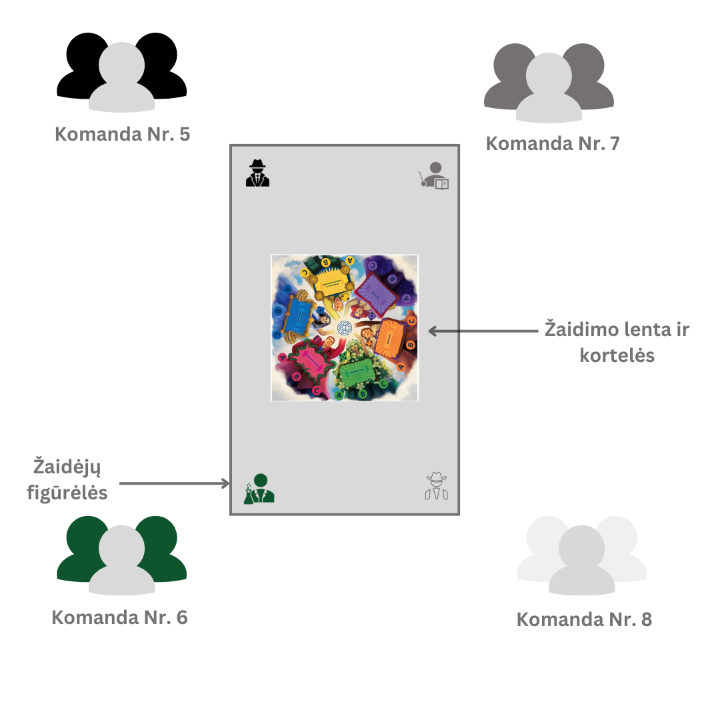 Komanda Nr. 5
Komanda Nr. 7
Žaidimo lenta ir
kortelės
Žaidėjų
figūrėlės
Komanda Nr. 6
Komanda Nr. 8